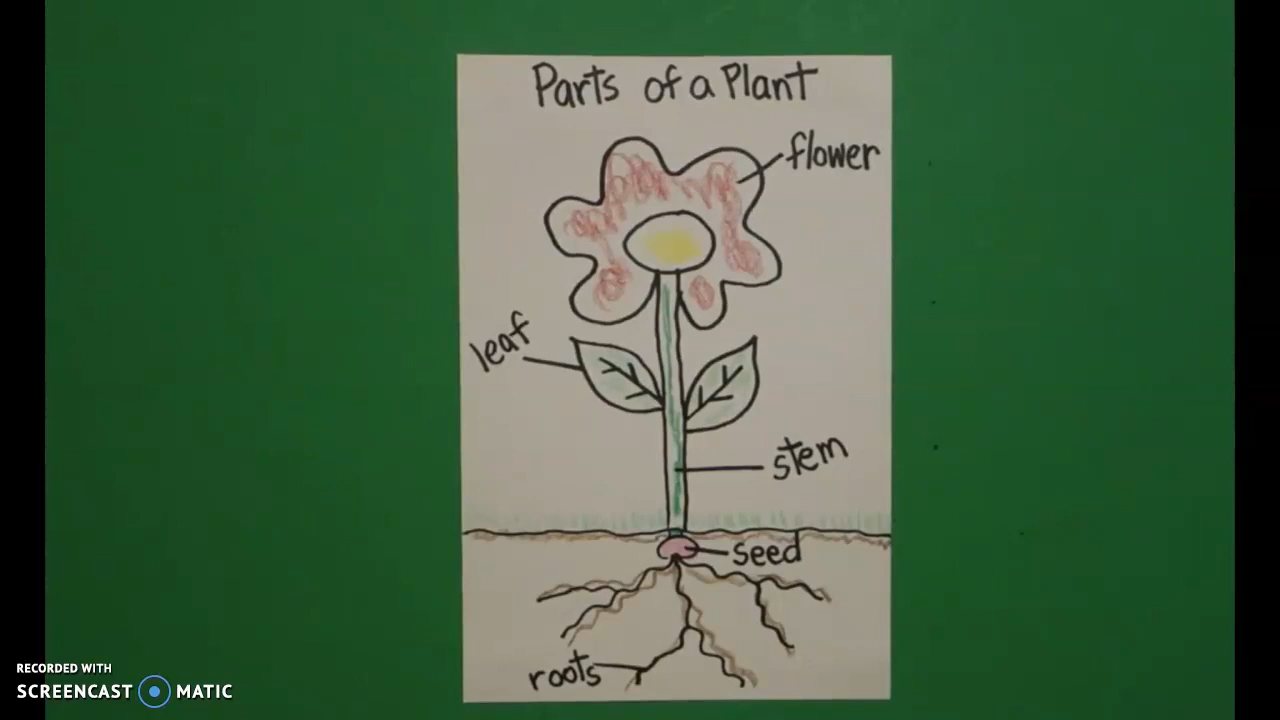 Parts of a Plant
flower
leaf
stem
seed
roots
RECORDED WITH
SCREENCAST MATIC